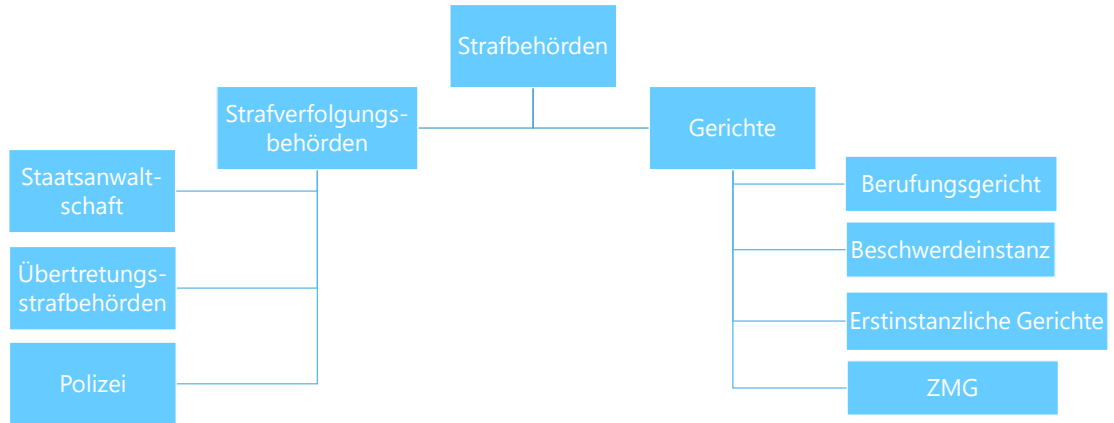 Strafbehörden
Strafverfolgungs-
behörden
Gerichte
Staatsanwalt-
schaft
Übertretungs-
strafbehörden
Polizei
Berufungsgericht
Beschwerdeinstanz
Erstinstanzliche Gerichte
ZMG